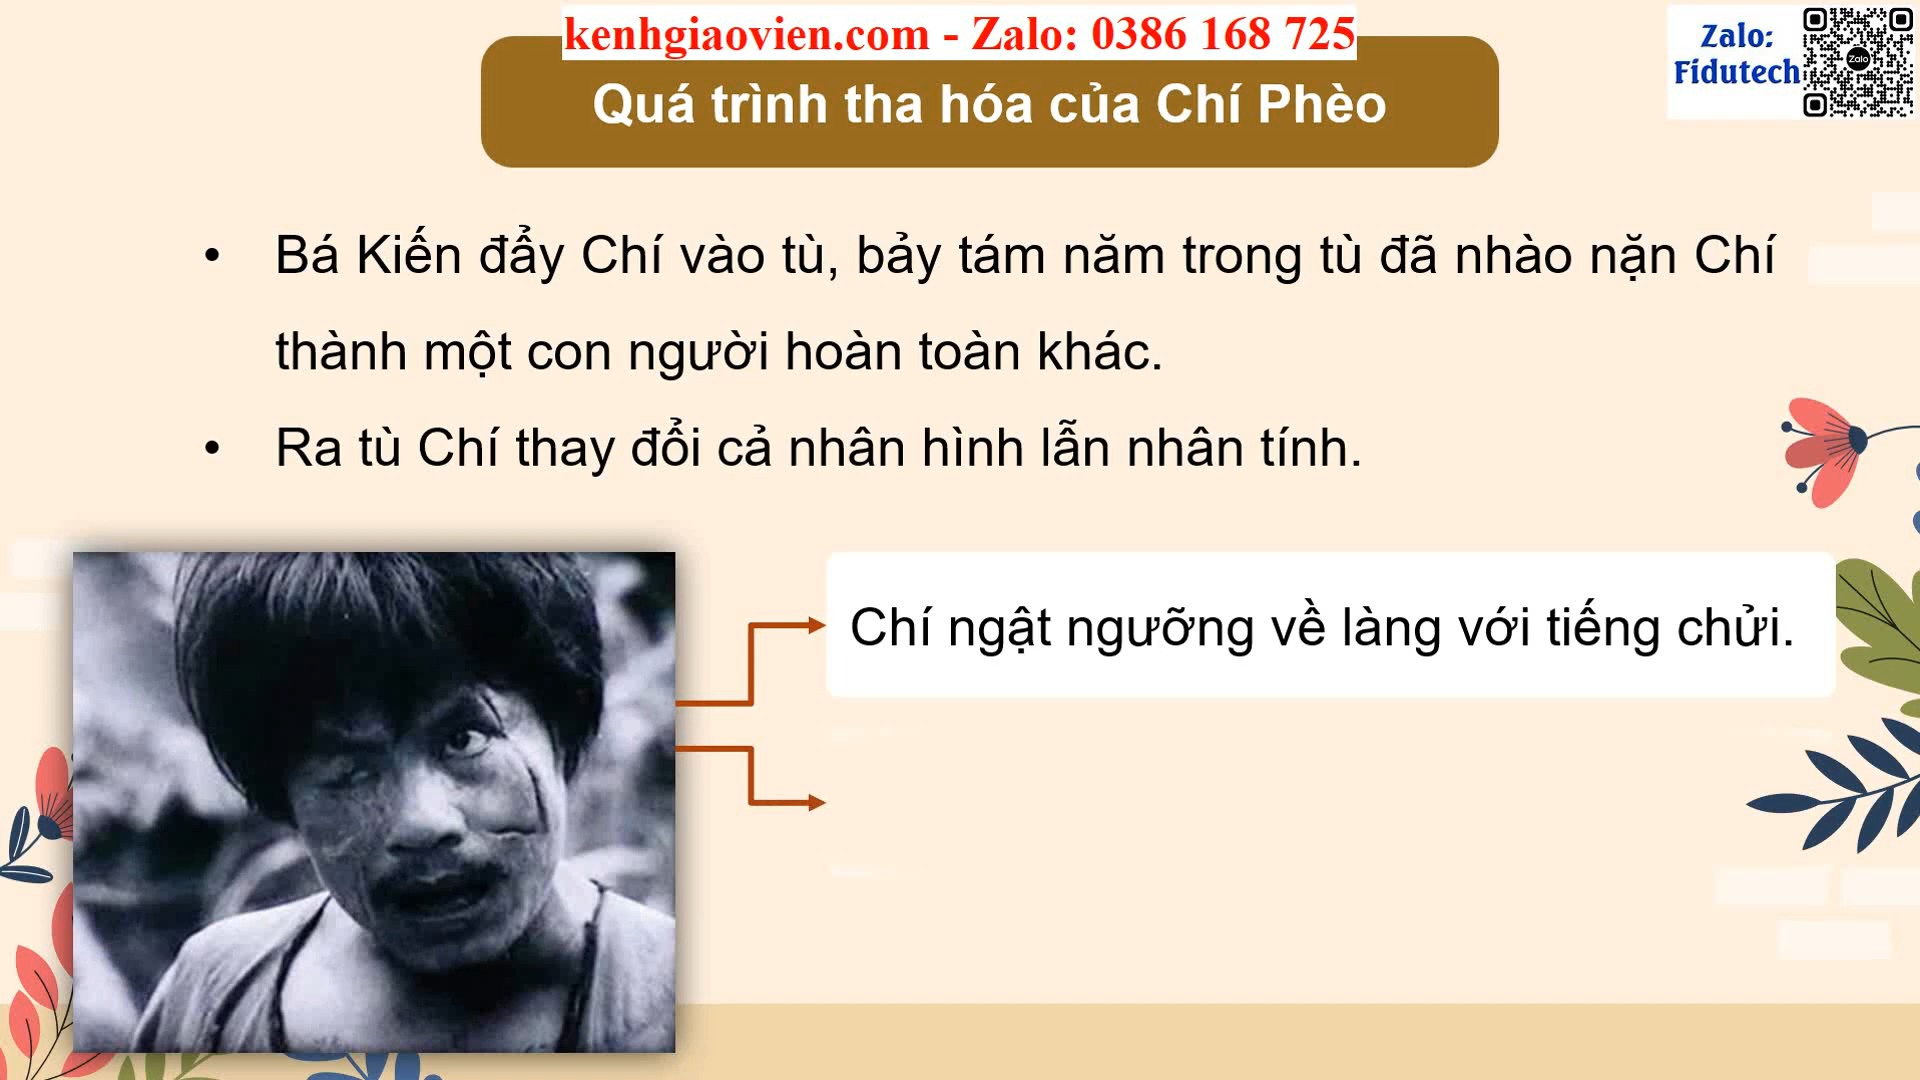 kenhgiaovien.com - Zalo: 0386 168 725
Zalo:
Fidutech
Zalo
Quá trình tha hóa của Chí Phèo
• Bá Kiến đẩy Chí vào tù, bảy tám năm trong tù đã nhào nặn Chí
thành một con người hoàn toàn khác.
• Ra tù Chí thay đổi cả nhân hình lẫn nhân tính.
Chí ngật ngưỡng về làng với tiếng chửi.